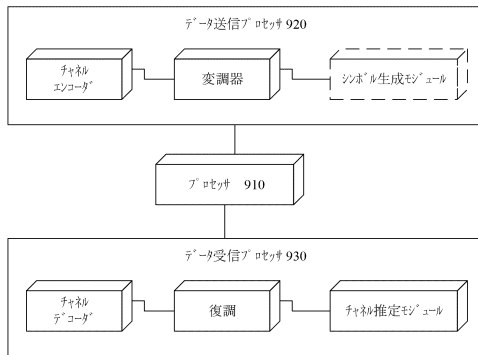 データ送信プロセッサ 920
チャネル
エンコーダ
変調器
シンボル生成モジュール
プロセッサ 910
データ受信プロセッサ 930
チャネル
デコーダ
復調
チャネル推定モジュール